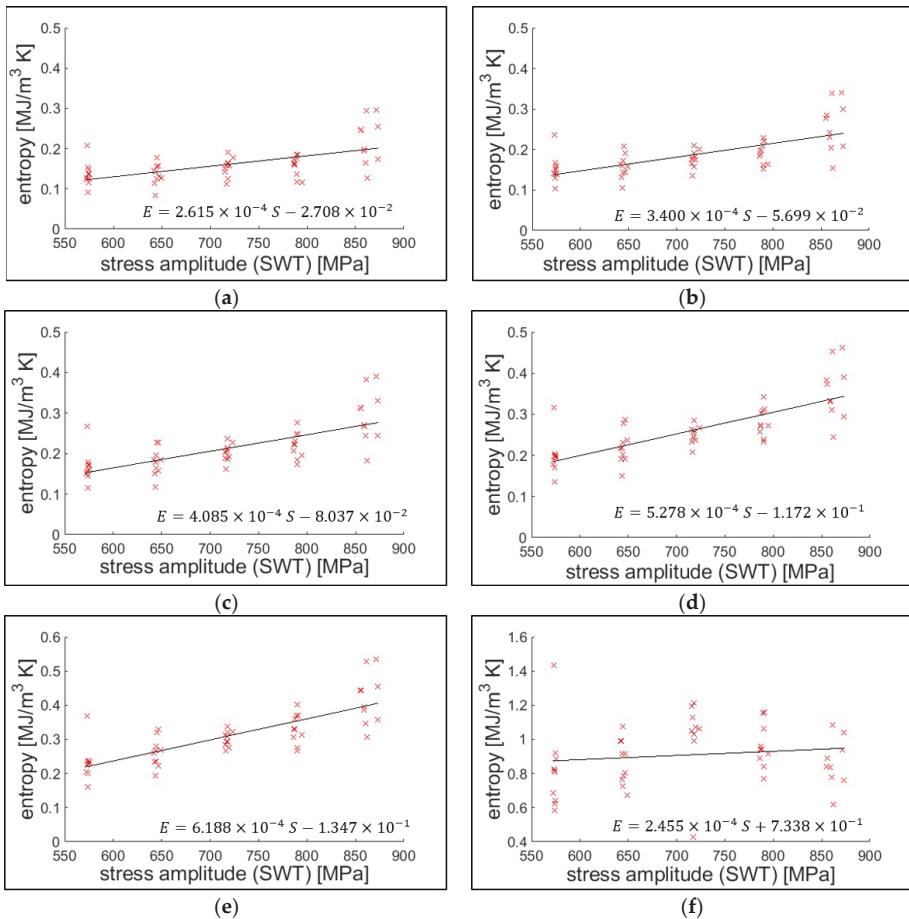 0.5
0.4
0.3
0.2
0.1
0
entropy [MJ/m³ K]
E = 2.615 × 10⁻⁴ S − 2.708 × 10⁻²
550 600 650 700 750 800 850 900
stress amplitude (SWT) [MPa]
(a)
0.5
0.4
0.3
0.2
0.1
0
entropy [MJ/m³ K]
E = 3.400 × 10⁻⁴ S − 5.699 × 10⁻²
550 600 650 700 750 800 850 900
stress amplitude (SWT) [MPa]
(b)
0.5
0.4
0.3
0.2
0.1
0
entropy [MJ/m³ K]
E = 4.085 × 10⁻⁴ S − 8.037 × 10⁻²
550 600 650 700 750 800 850 900
stress amplitude (SWT) [MPa]
(c)
0.5
0.4
0.3
0.2
0.1
0
entropy [MJ/m³ K]
E = 5.278 × 10⁻⁴ S − 1.172 × 10⁻¹
550 600 650 700 750 800 850 900
stress amplitude (SWT) [MPa]
(d)
0.6
0.5
0.4
0.3
0.2
0.1
0
entropy [MJ/m³ K]
E = 6.188 × 10⁻⁴ S − 1.347 × 10⁻¹
550 600 650 700 750 800 850 900
stress amplitude (SWT) [MPa]
(e)
1.6
1.4
1.2
1
0.8
0.6
0.4
entropy [MJ/m³ K]
E = 2.455 × 10⁻⁴ S + 7.338 × 10⁻¹
550 600 650 700 750 800 850 900
stress amplitude (SWT) [MPa]
(f)